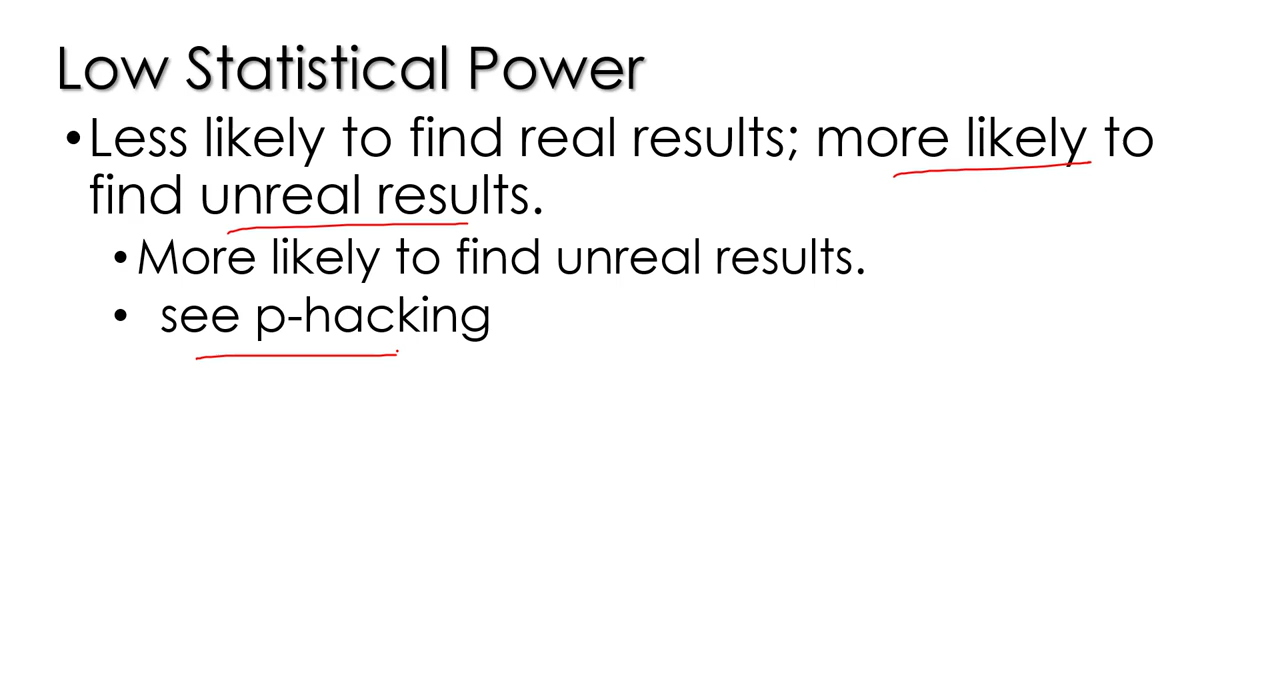 Low Statistical Power
•Less likely to find real results; more likely to
find unreal results.
•More likely to find unreal results.
• see p-hacking